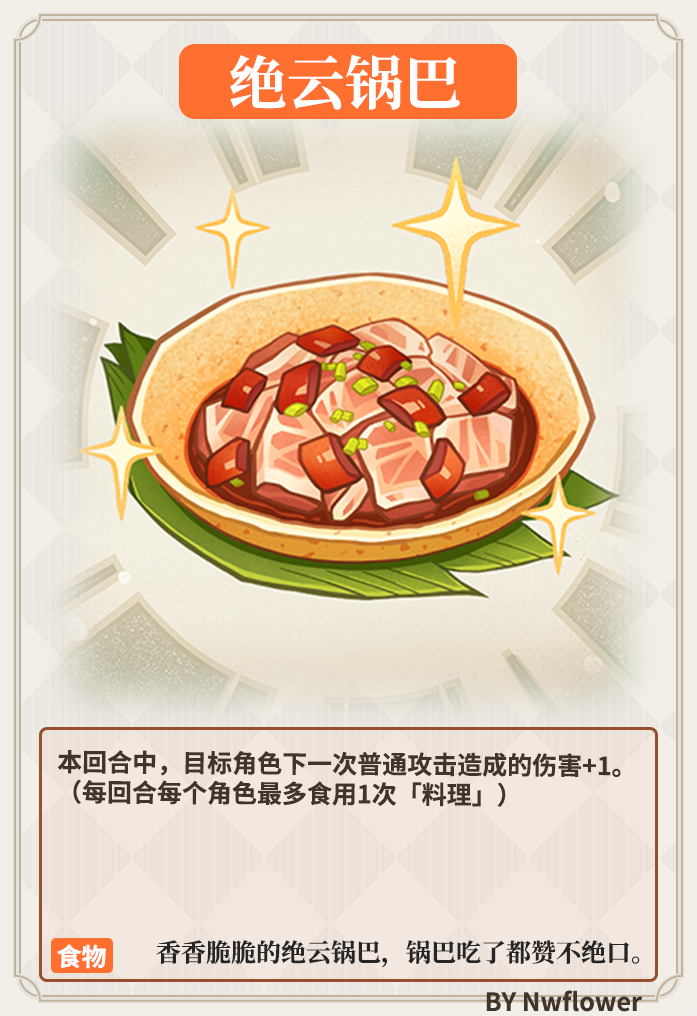 绝云锅巴
本回合中，目标角色下一次普通攻击造成的伤害+1。
（每回合每个角色最多食用1次「料理」）
食物
香香脆脆的绝云锅巴，锅巴吃了都赞不绝口。
BY Nwflower